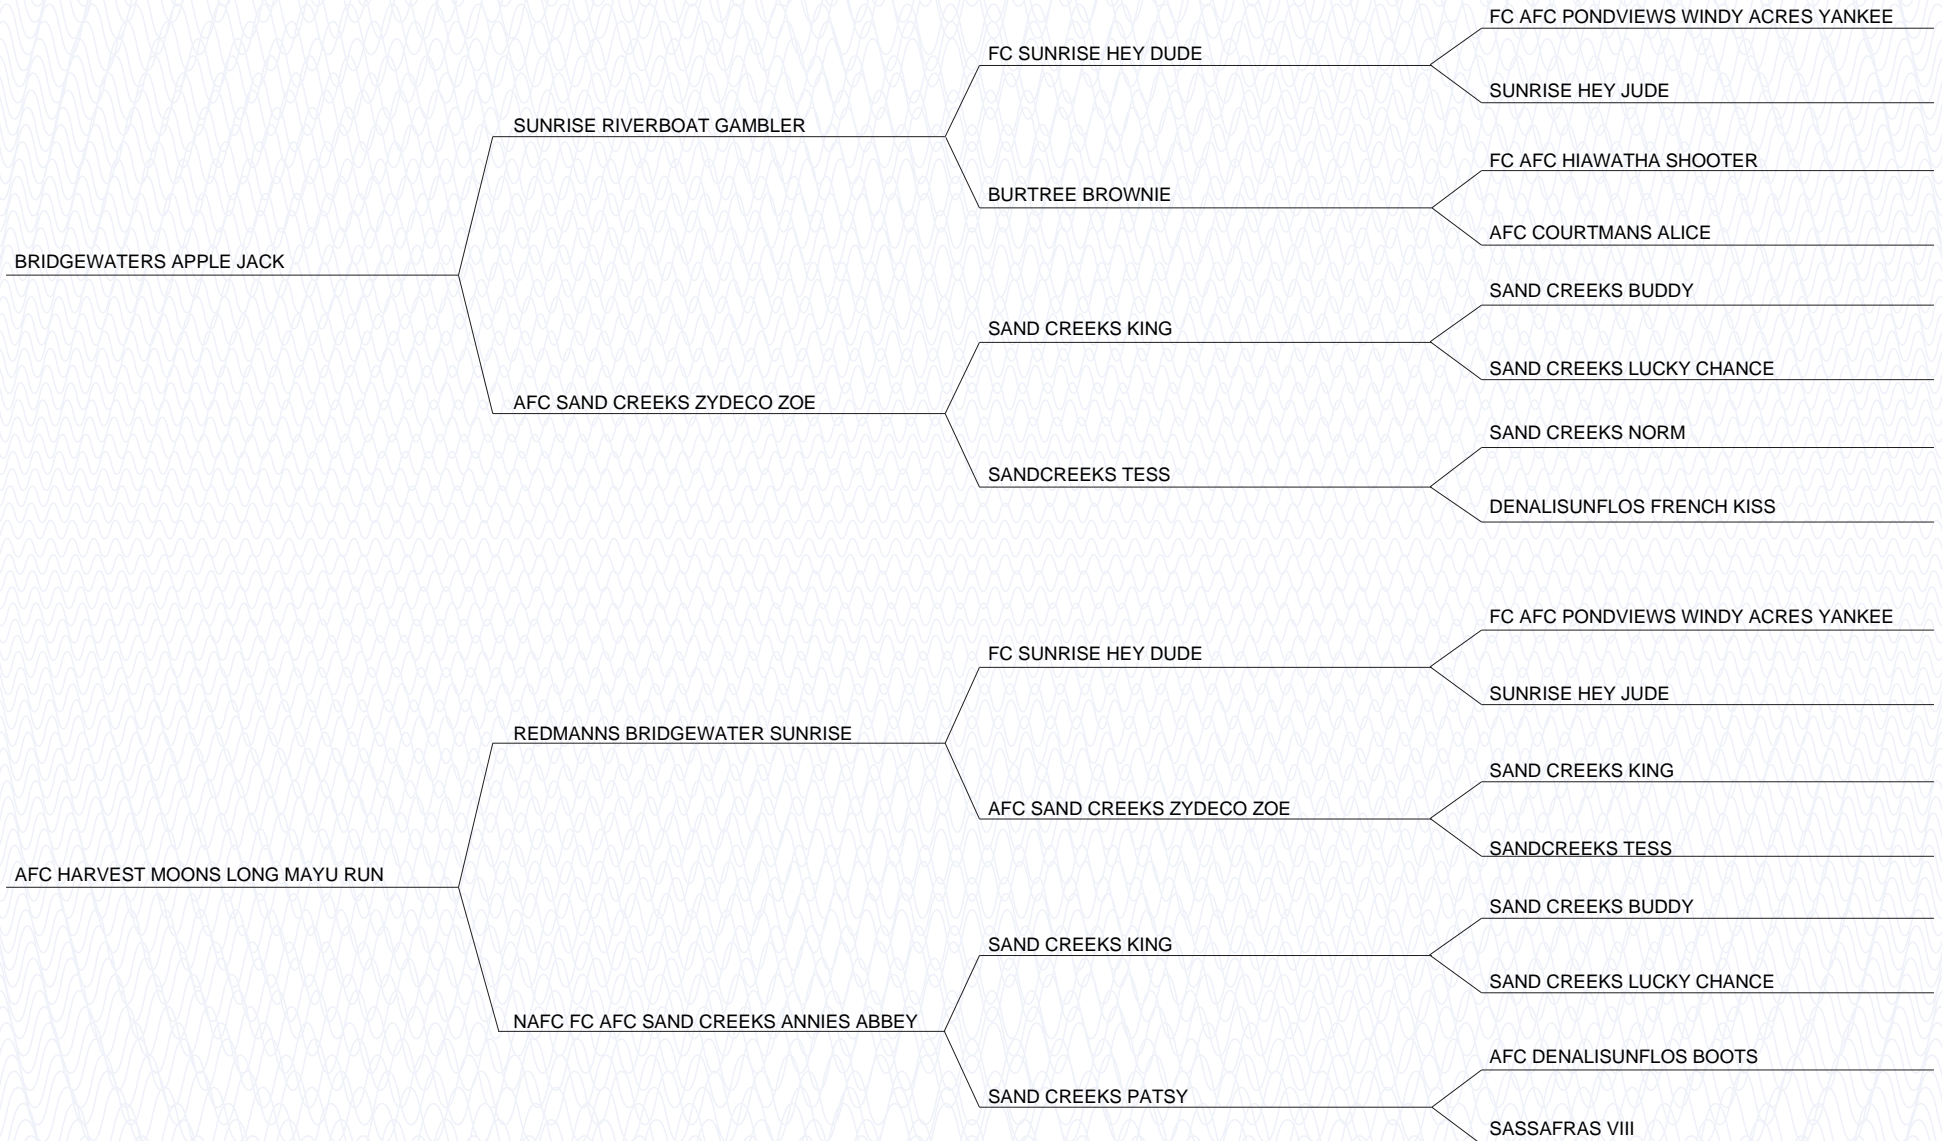 FC AFC PONDVIEWS WINDY ACRES YANKEE
FC SUNRISE HEY DUDE
SUNRISE HEY JUDE
SUNRISE RIVERBOAT GAMBLER
FC AFC HIAWATHA SHOOTER
BURTREE BROWNIE
AFC COURTMANS ALICE
BRIDGEWATERS APPLE JACK
SAND CREEKS BUDDY
SAND CREEKS KING
SAND CREEKS LUCKY CHANCE
AFC SAND CREEKS ZYDECO ZOE
SAND CREEKS NORM
SANDCREEKS TESS
DENALISUNFLOS FRENCH KISS
FC AFC PONDVIEWS WINDY ACRES YANKEE
FC SUNRISE HEY DUDE
SUNRISE HEY JUDE
REDMANNS BRIDGEWATER SUNRISE
SAND CREEKS KING
AFC SAND CREEKS ZYDECO ZOE
SANDCREEKS TESS
AFC HARVEST MOONS LONG MAYU RUN
SAND CREEKS BUDDY
SAND CREEKS KING
SAND CREEKS LUCKY CHANCE
NAFC FC AFC SAND CREEKS ANNIES ABBEY
AFC DENALISUNFLOS BOOTS
SAND CREEKS PATSY
SASSAFRAS VIII